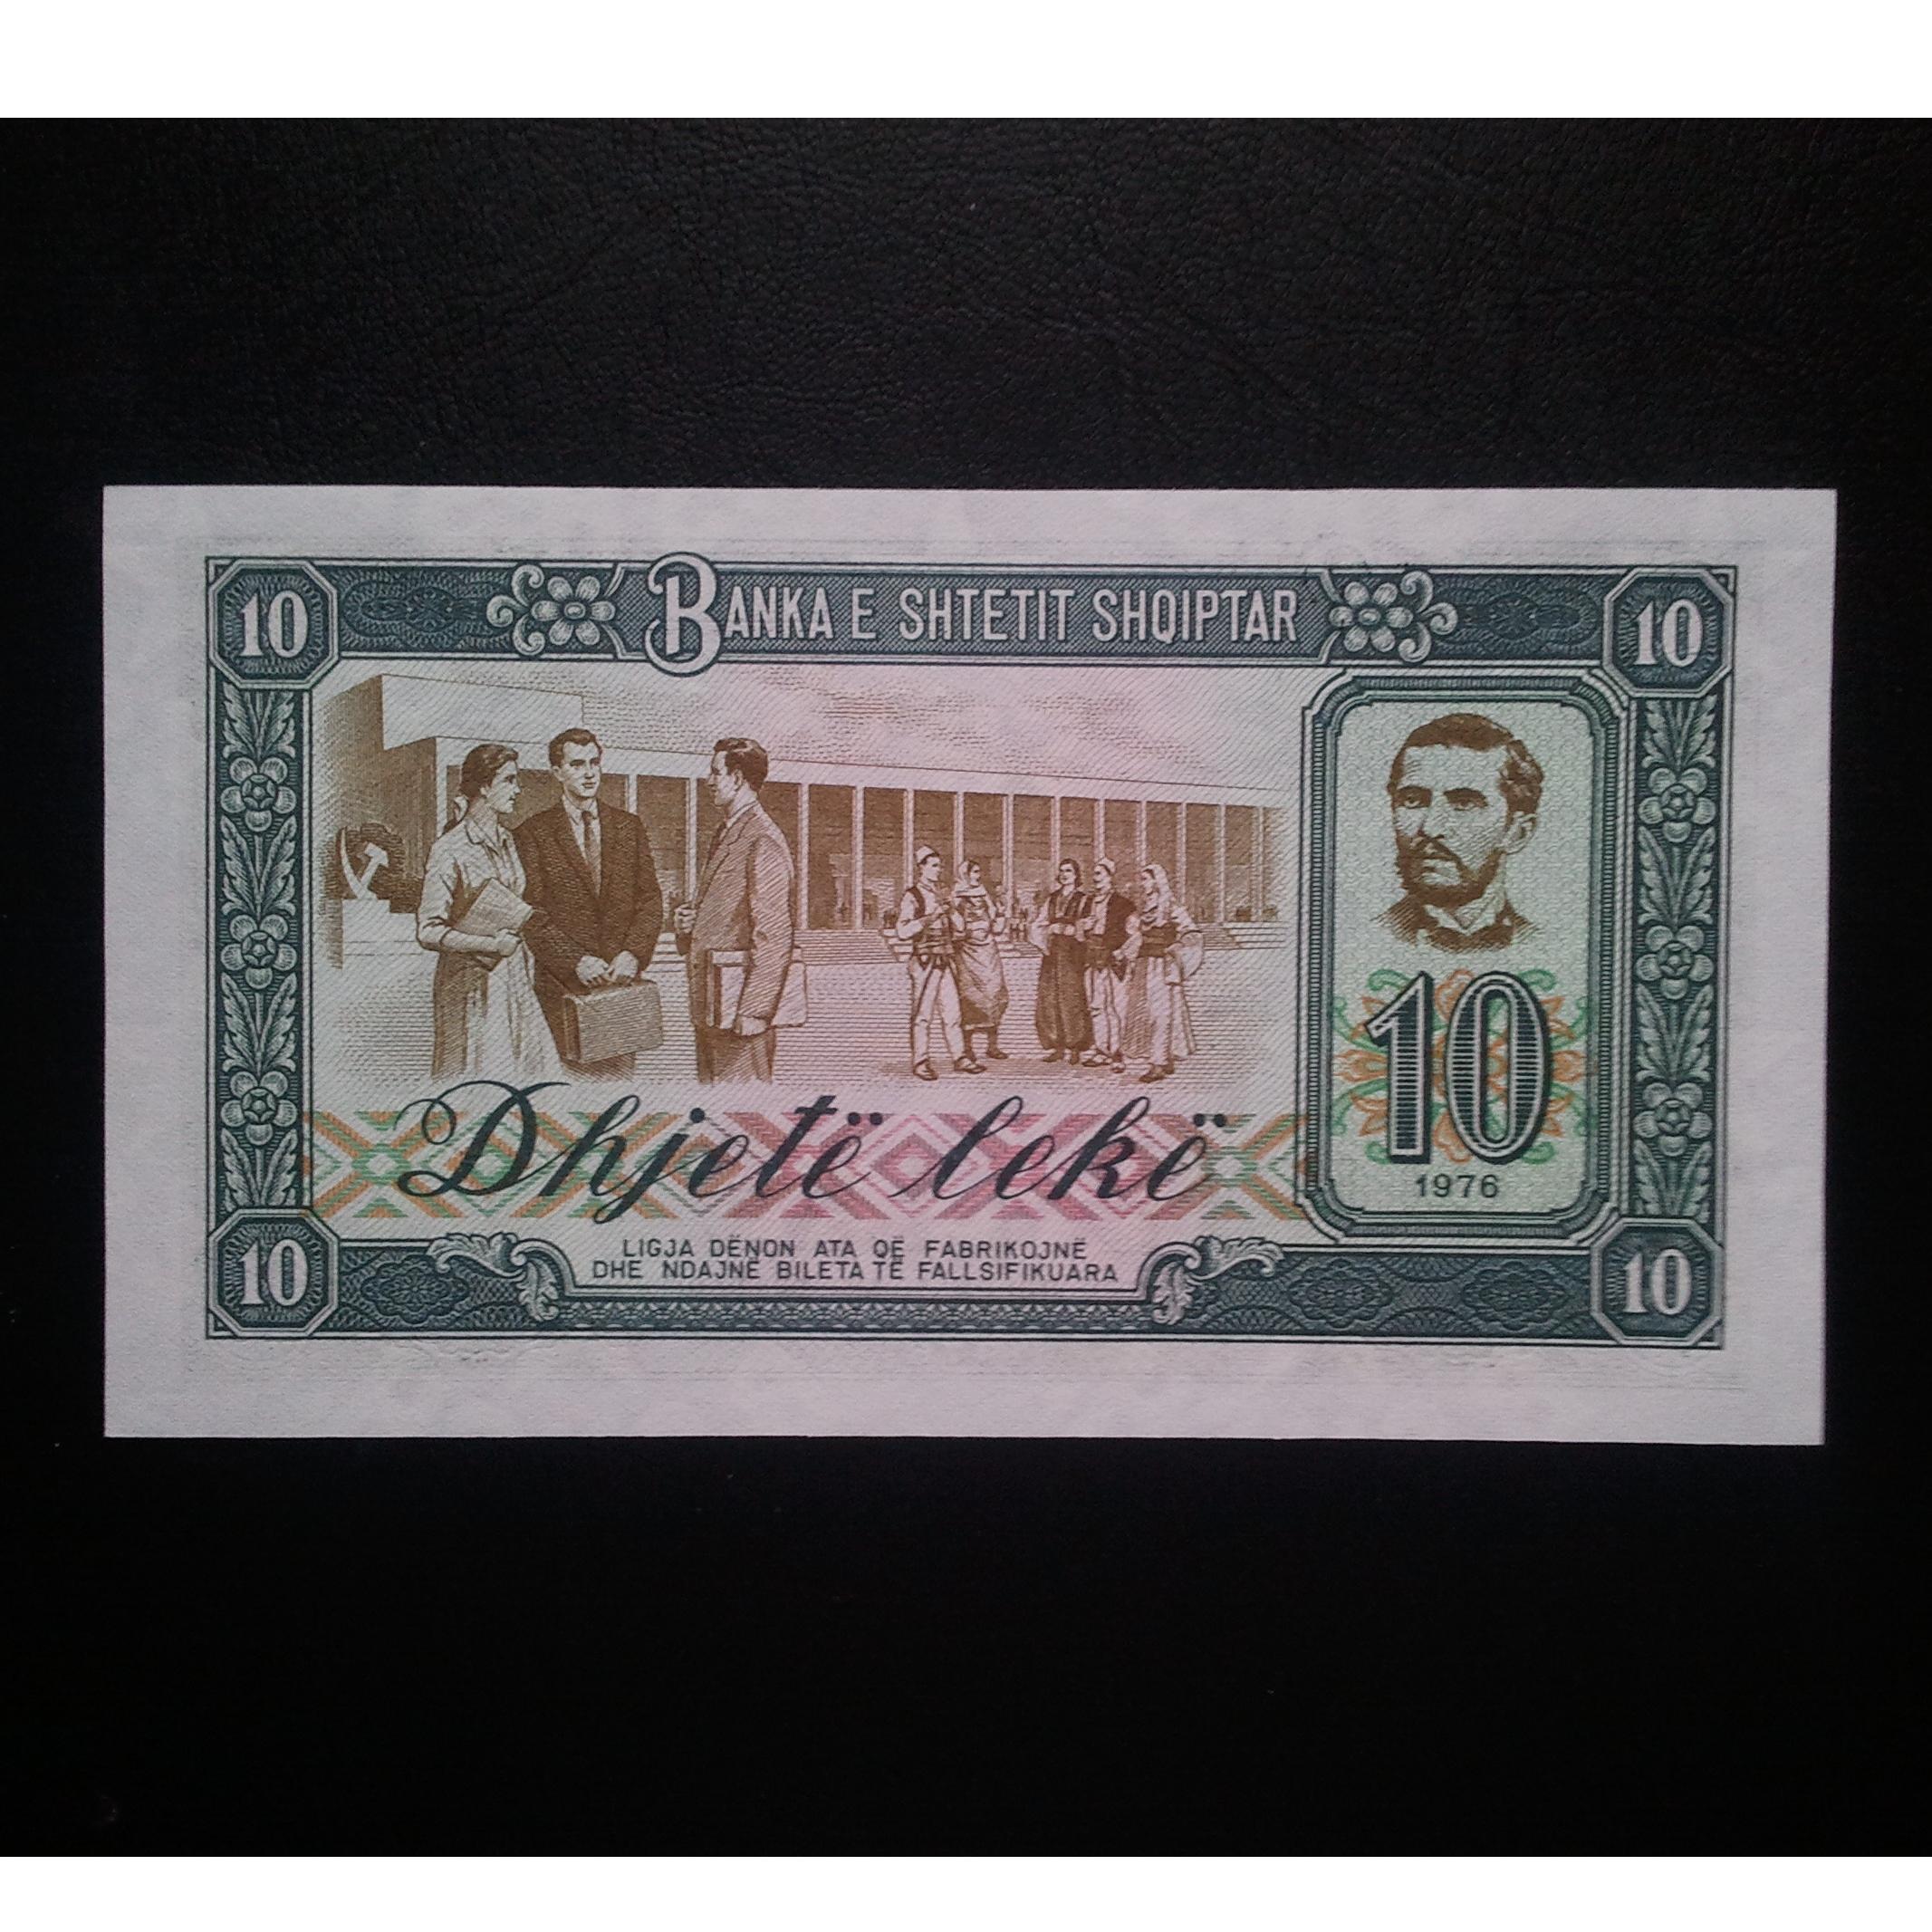 10 BANKA E SHTETIT SHQIPTAR 10
Dhjetë lekë
10
1976
LIGJA DËNON ATA QË FABRIKOJNË
DHE NDAJNË BILETA TË FALLSIFIKUARA
10 10